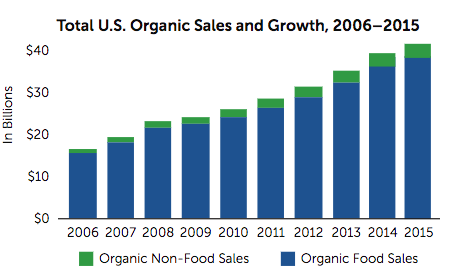 Total U.S. Organic Sales and Growth, 2006–2015
In Billions
$40
$30
$20
$10
$0
2006 2007 2008 2009 2010 2011 2012 2013 2014 2015
Organic Non-Food Sales Organic Food Sales